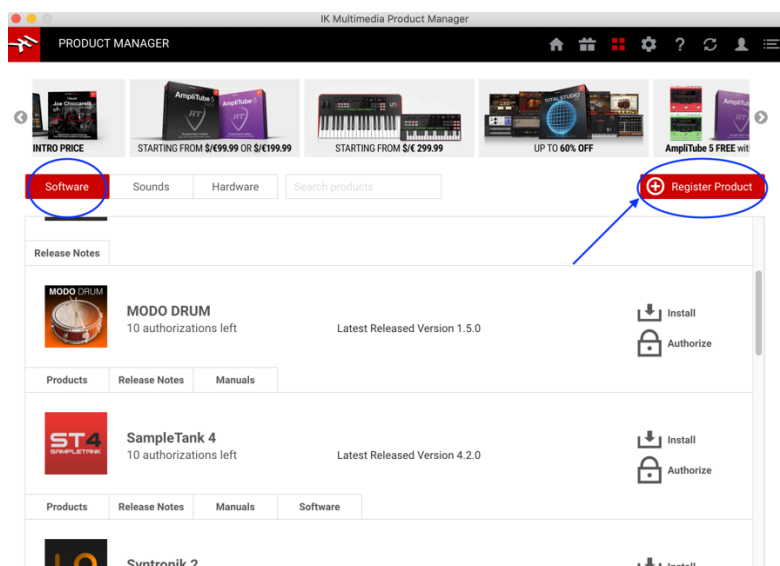 IK Multimedia Product Manager
PRODUCT MANAGER
Joe Chiccarelli
INTRO PRICE
AmpliTube 5
AmpliTube 5
STARTING FROM $/€99.99 OR $/€199.99
STARTING FROM $/€ 299.99
TOTAL STUDIO
UP TO 60% OFF
AmpliTube 5 FREE wit
Software
Sounds
Hardware
Search products
Register Product
Release Notes
MODO DRUM
MODO DRUM
10 authorizations left
Latest Released Version 1.5.0
Install
Authorize
Products
Release Notes
Manuals
ST4
SAMPLETANK
SampleTank 4
10 authorizations left
Latest Released Version 4.2.0
Install
Authorize
Products
Release Notes
Manuals
Software
Syntronik 2
Install